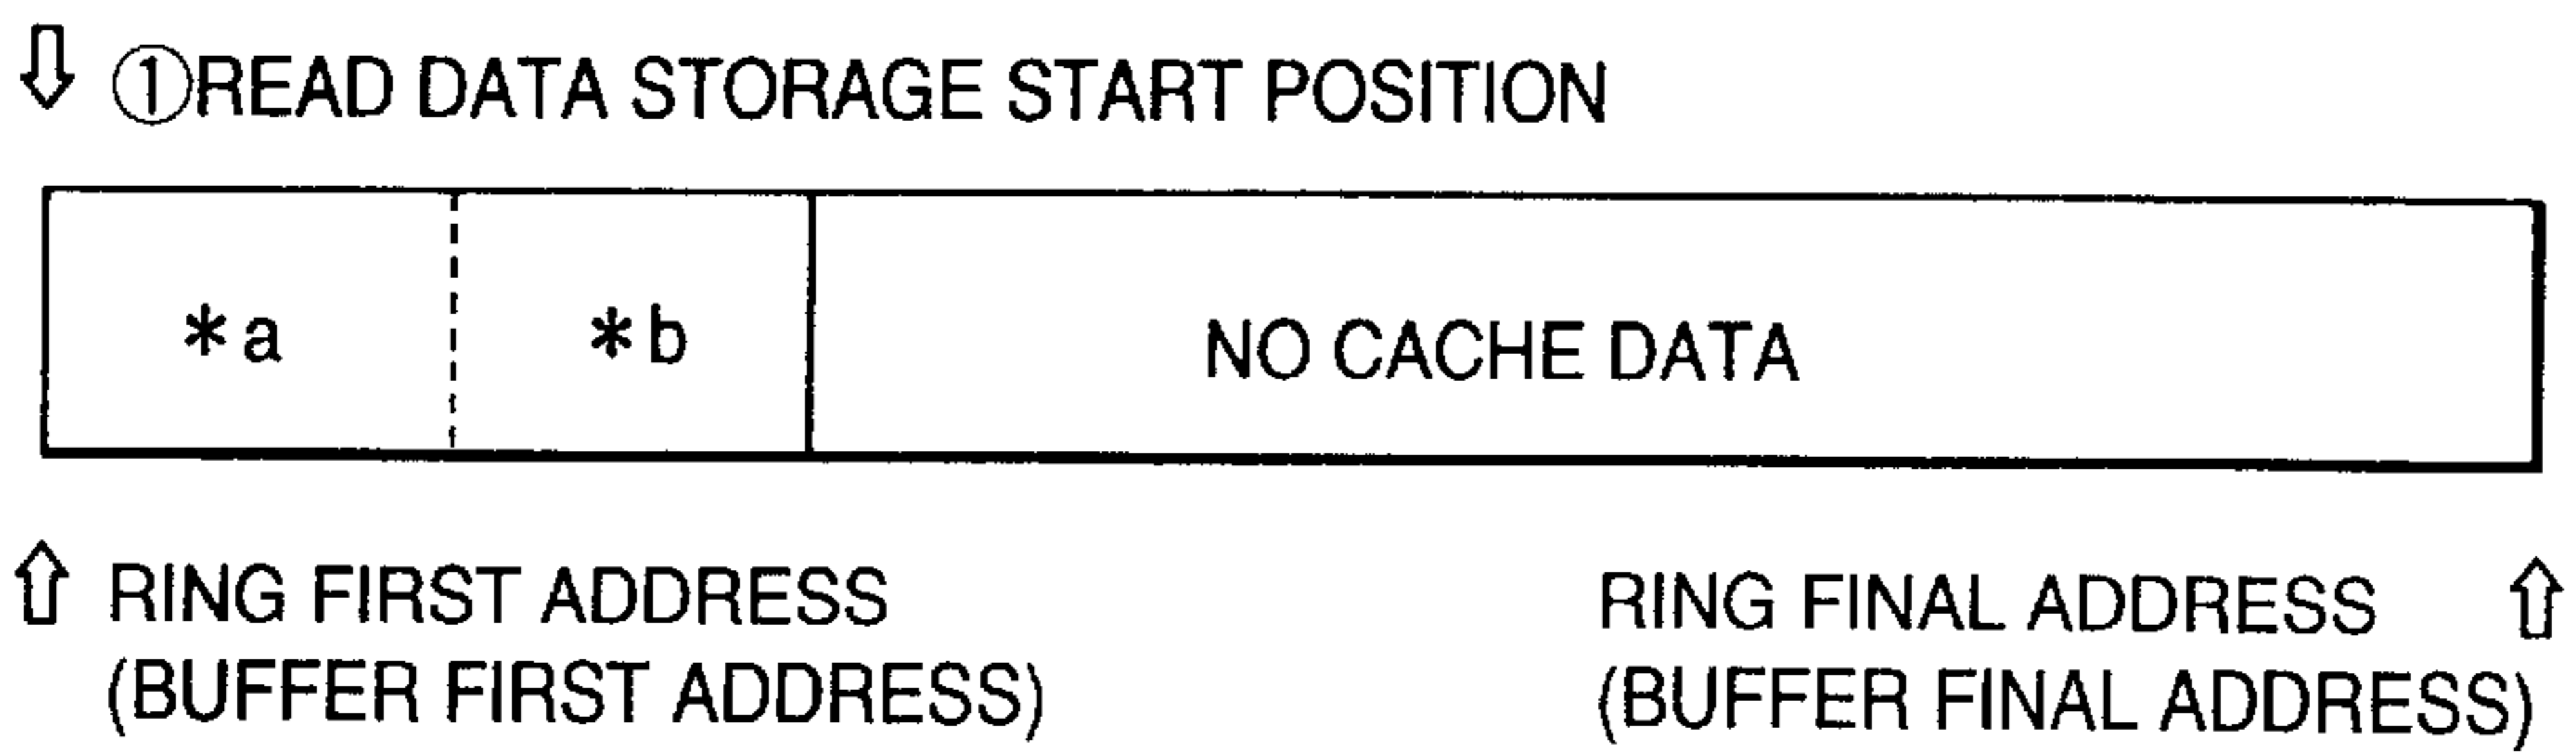 ①READ DATA STORAGE START POSITION
*a
*b
NO CACHE DATA
RING FIRST ADDRESS
(BUFFER FIRST ADDRESS)
RING FINAL ADDRESS
(BUFFER FINAL ADDRESS)